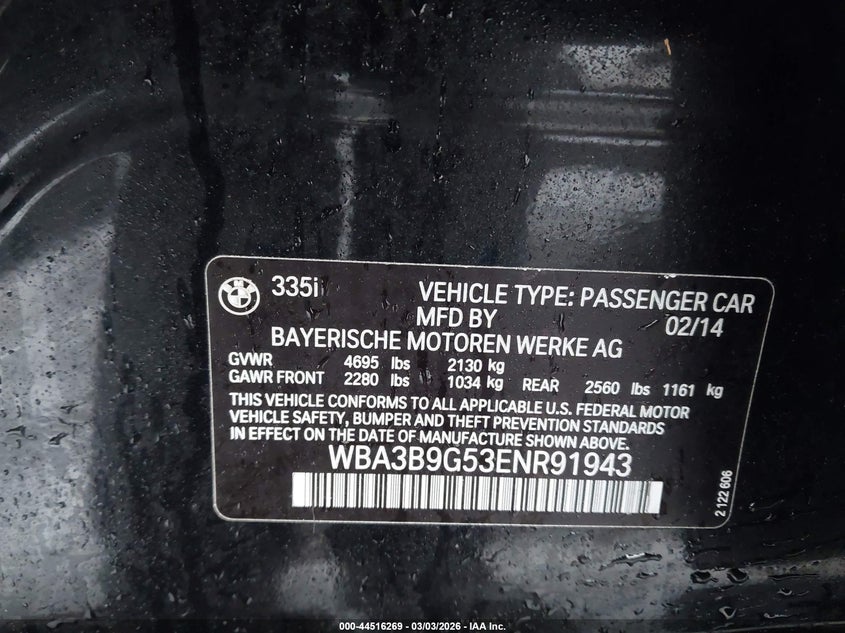 335i VEHICLE TYPE: PASSENGER CAR
MFD BY 02/14
BAYERISCHE MOTOREN WERKE AG
GVWR 4695 lbs 2130 kg
GAWR FRONT 2280 lbs 1034 kg REAR 2560 lbs 1161 kg
THIS VEHICLE CONFORMS TO ALL APPLICABLE U.S. FEDERAL MOTOR
VEHICLE SAFETY, BUMPER AND THEFT PREVENTION STANDARDS
IN EFFECT ON THE DATE OF MANUFACTURE SHOWN ABOVE.
WBA3B9G53ENR91943
2 122 606
000-44516269 - 03/03/2026 - IAA Inc.